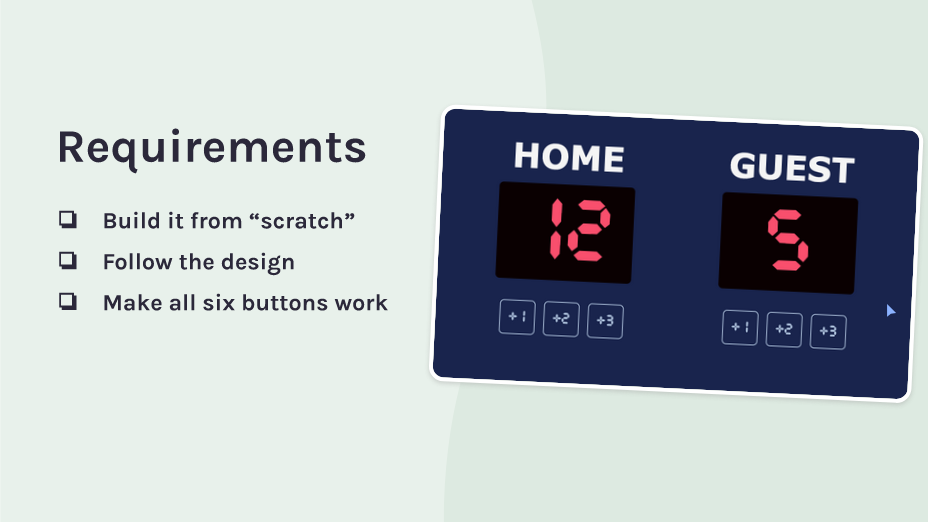 Requirements
Build it from “scratch”
Follow the design
Make all six buttons work
HOME
GUEST
12
5
+1 +2 +3
+1 +2 +3